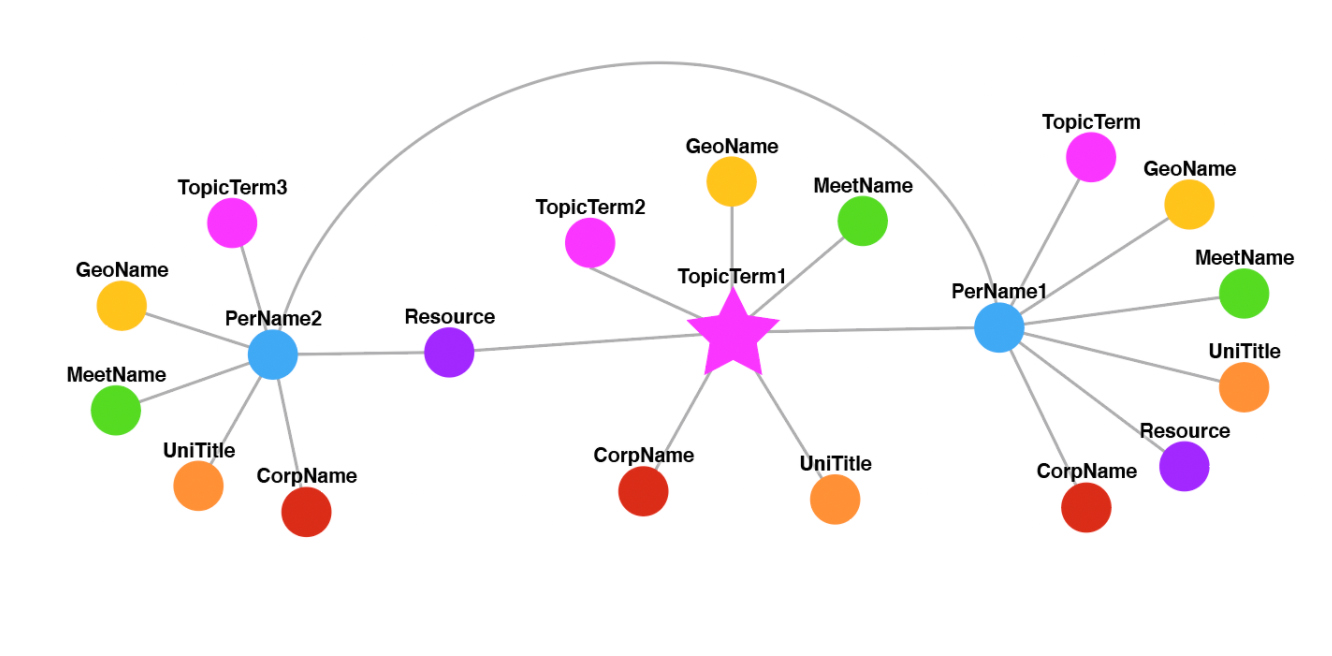 TopicTerm3
GeoName
PerName2
MeetName
UniTitle
CorpName
Resource
TopicTerm2
GeoName
MeetName
TopicTerm1
CorpName
UniTitle
PerName1
TopicTerm
GeoName
MeetName
UniTitle
Resource
CorpName